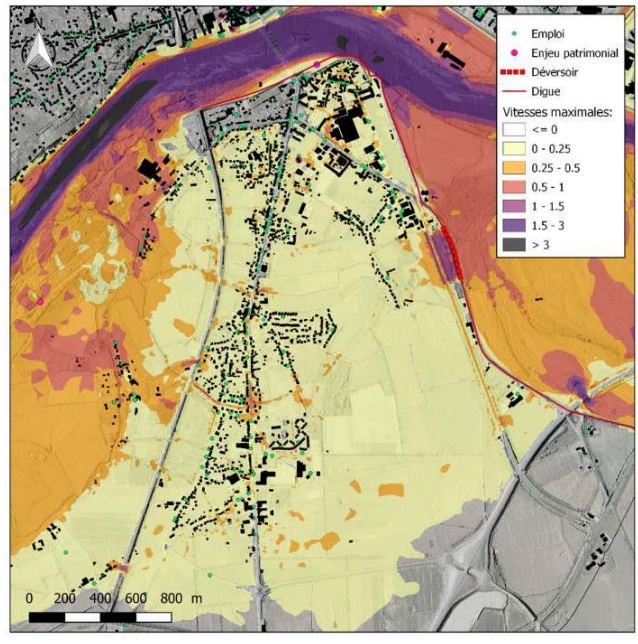 Emploi
Enjeu patrimonial
Déversoir
Digue
Vitesses maximales:
<= 0
0 - 0.25
0.25 - 0.5
0.5 - 1
1 - 1.5
1.5 - 3
> 3
0 200 400 600 800 m